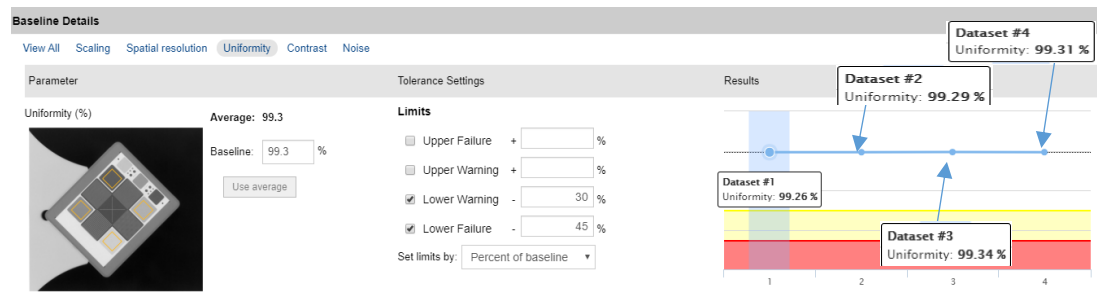 Baseline Details
View All Scaling Spatial resolution Uniformity Contrast Noise
Parameter
Tolerance Settings
Results
Uniformity (%)
Average: 99.3
Baseline: 99.3 %
Use average
Limits
Upper Failure + %
Upper Warning + %
Lower Warning - 30 %
Lower Failure - 45 %
Set limits by: Percent of baseline
Dataset #4
Uniformity: 99.31 %
Dataset #2
Uniformity: 99.29 %
Dataset #1
Uniformity: 99.26 %
Dataset #3
Uniformity: 99.34 %
1 2 3 4